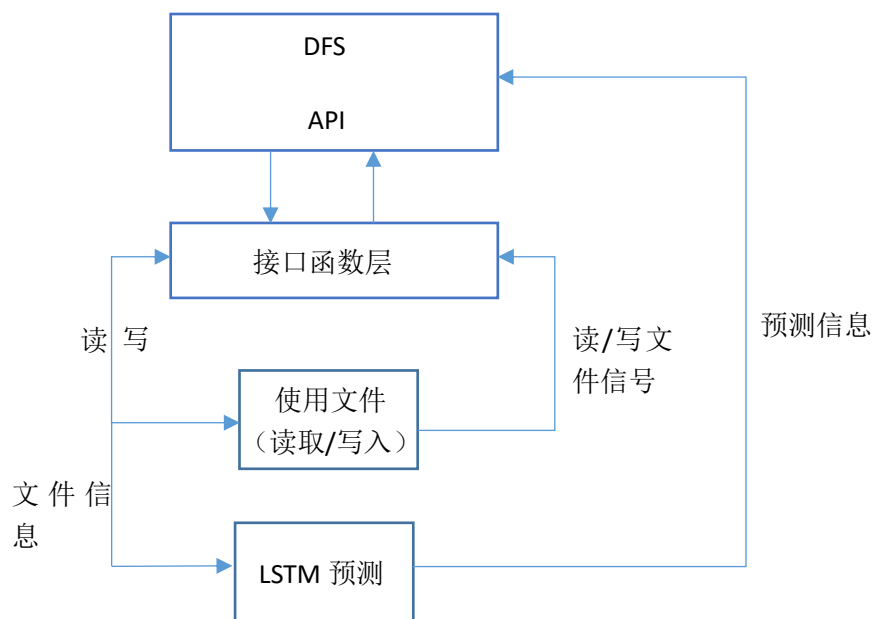 DFS
API
接口函数层
读 写
读/写文
件信号
预测信息
使用文件
（读取/写入）
文件信
息
LSTM 预测